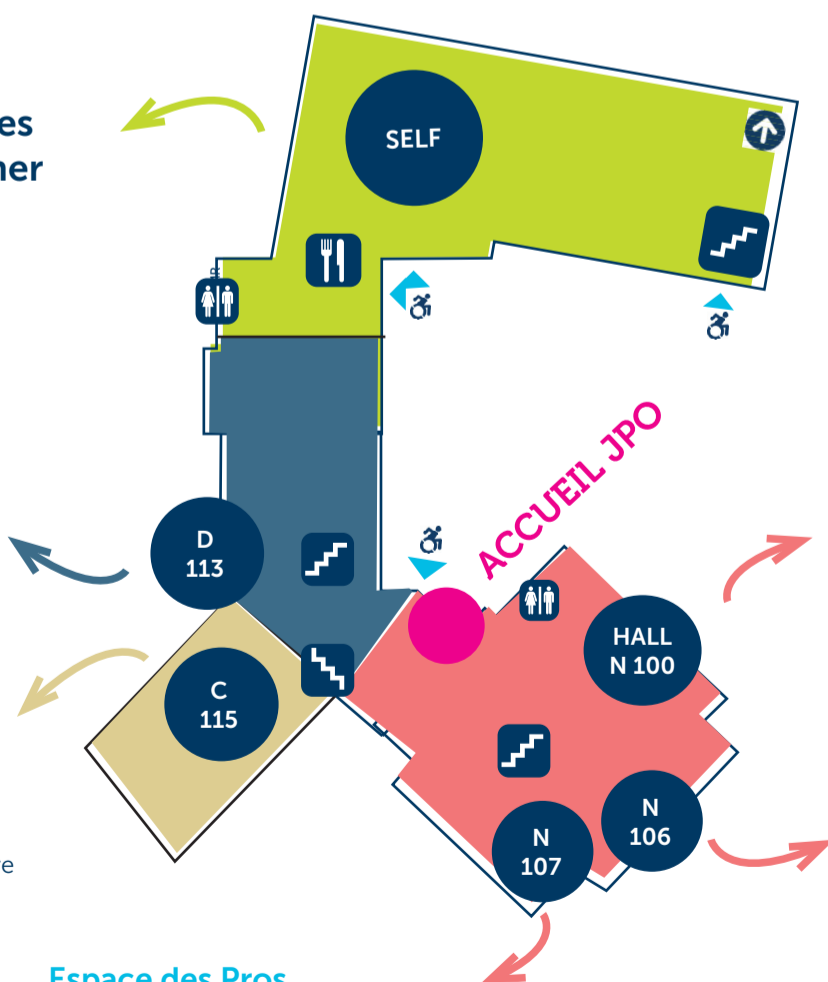 es
ner
SELF
ACCUEIL JPO
D
113
HALL
N 100
C
115
N
106
N
107
e
Espace des Pros